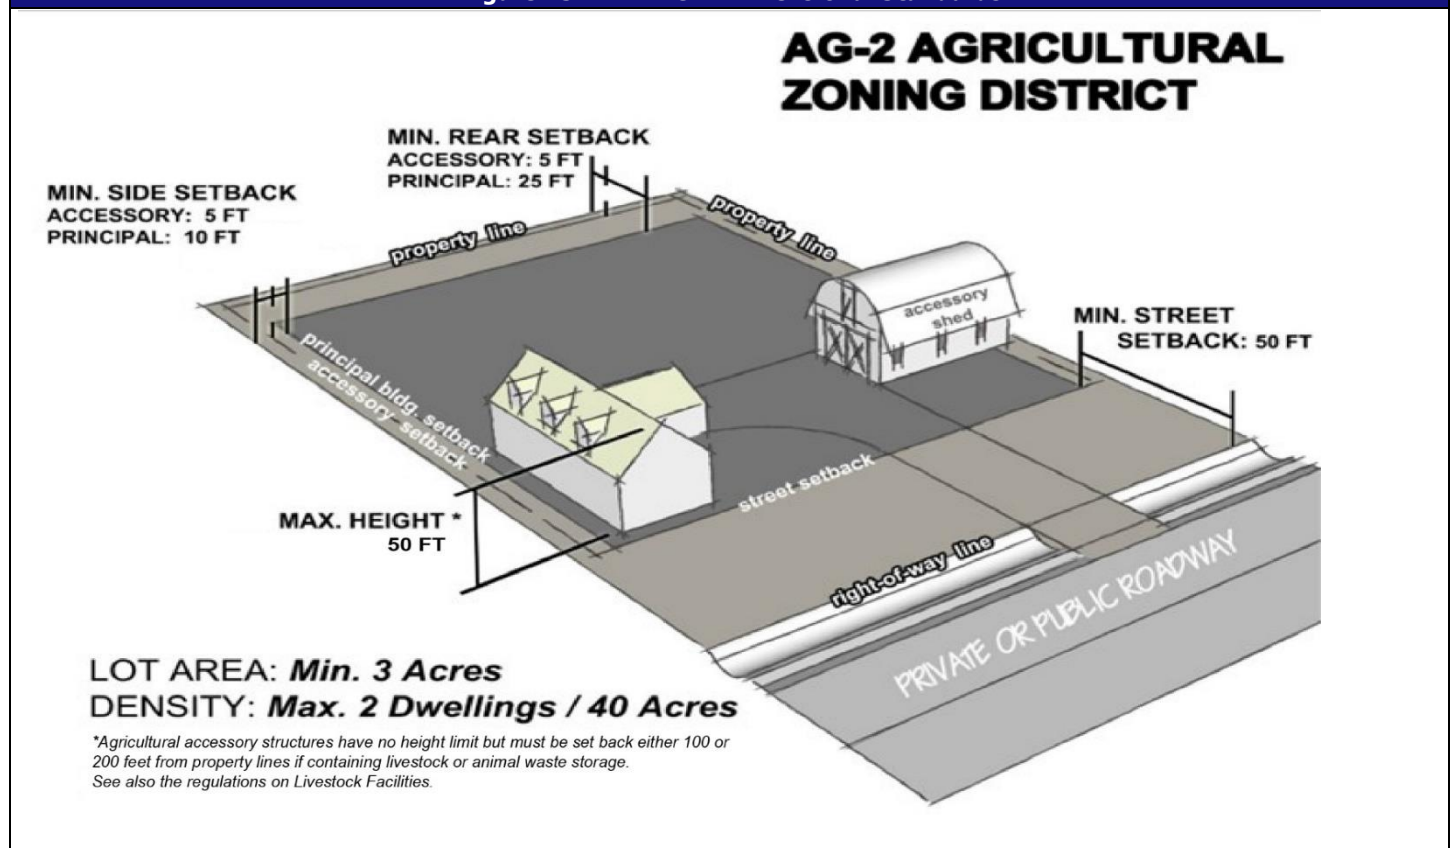 AG-2 AGRICULTURAL
ZONING DISTRICT
MIN. REAR SETBACK
ACCESSORY: 5 FT
PRINCIPAL: 25 FT
MIN. SIDE SETBACK
ACCESSORY: 5 FT
PRINCIPAL: 10 FT
property line
property line
accessory
shed
MIN. STREET
SETBACK: 50 FT
principal bldg. setback
accessory setback
street setback
MAX. HEIGHT *
50 FT
right-of-way line
PRIVATE OR PUBLIC ROADWAY
LOT AREA: Min. 3 Acres
DENSITY: Max. 2 Dwellings / 40 Acres
*Agricultural accessory structures have no height limit but must be set back either 100 or
200 feet from property lines if containing livestock or animal waste storage.
See also the regulations on Livestock Facilities.